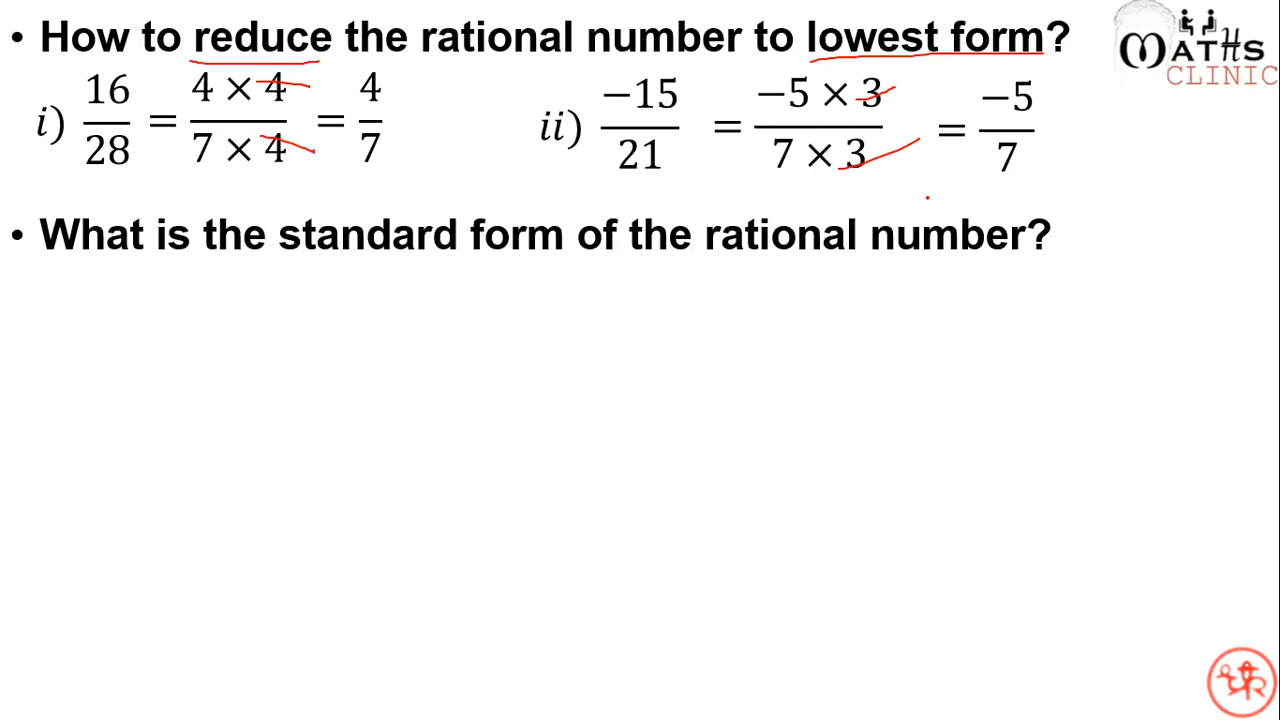 • How to reduce the rational number to lowest form?
MATHS CLINIC
i) 16/28 = 4 × 4/7 × 4 = 4/7
ii) −15/21 = −5 × 3/7 × 3 = −5/7
• What is the standard form of the rational number?